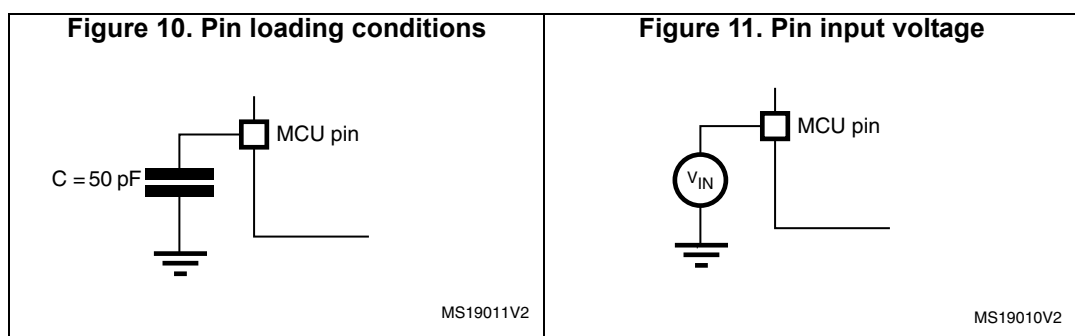 Figure 10. Pin loading conditions
MCU pin
C = 50 pF
MS19011V2
Figure 11. Pin input voltage
MCU pin
VIN
MS19010V2